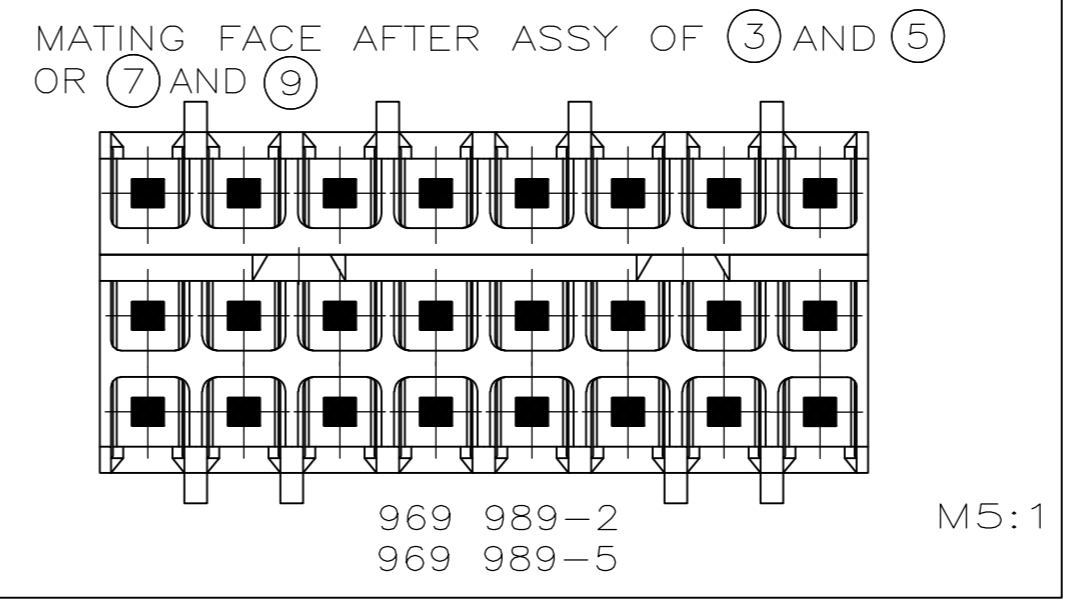 MATING FACE AFTER ASSY OF 3 AND 5
OR 7 AND 9
969 989-2
969 989-5
M5:1